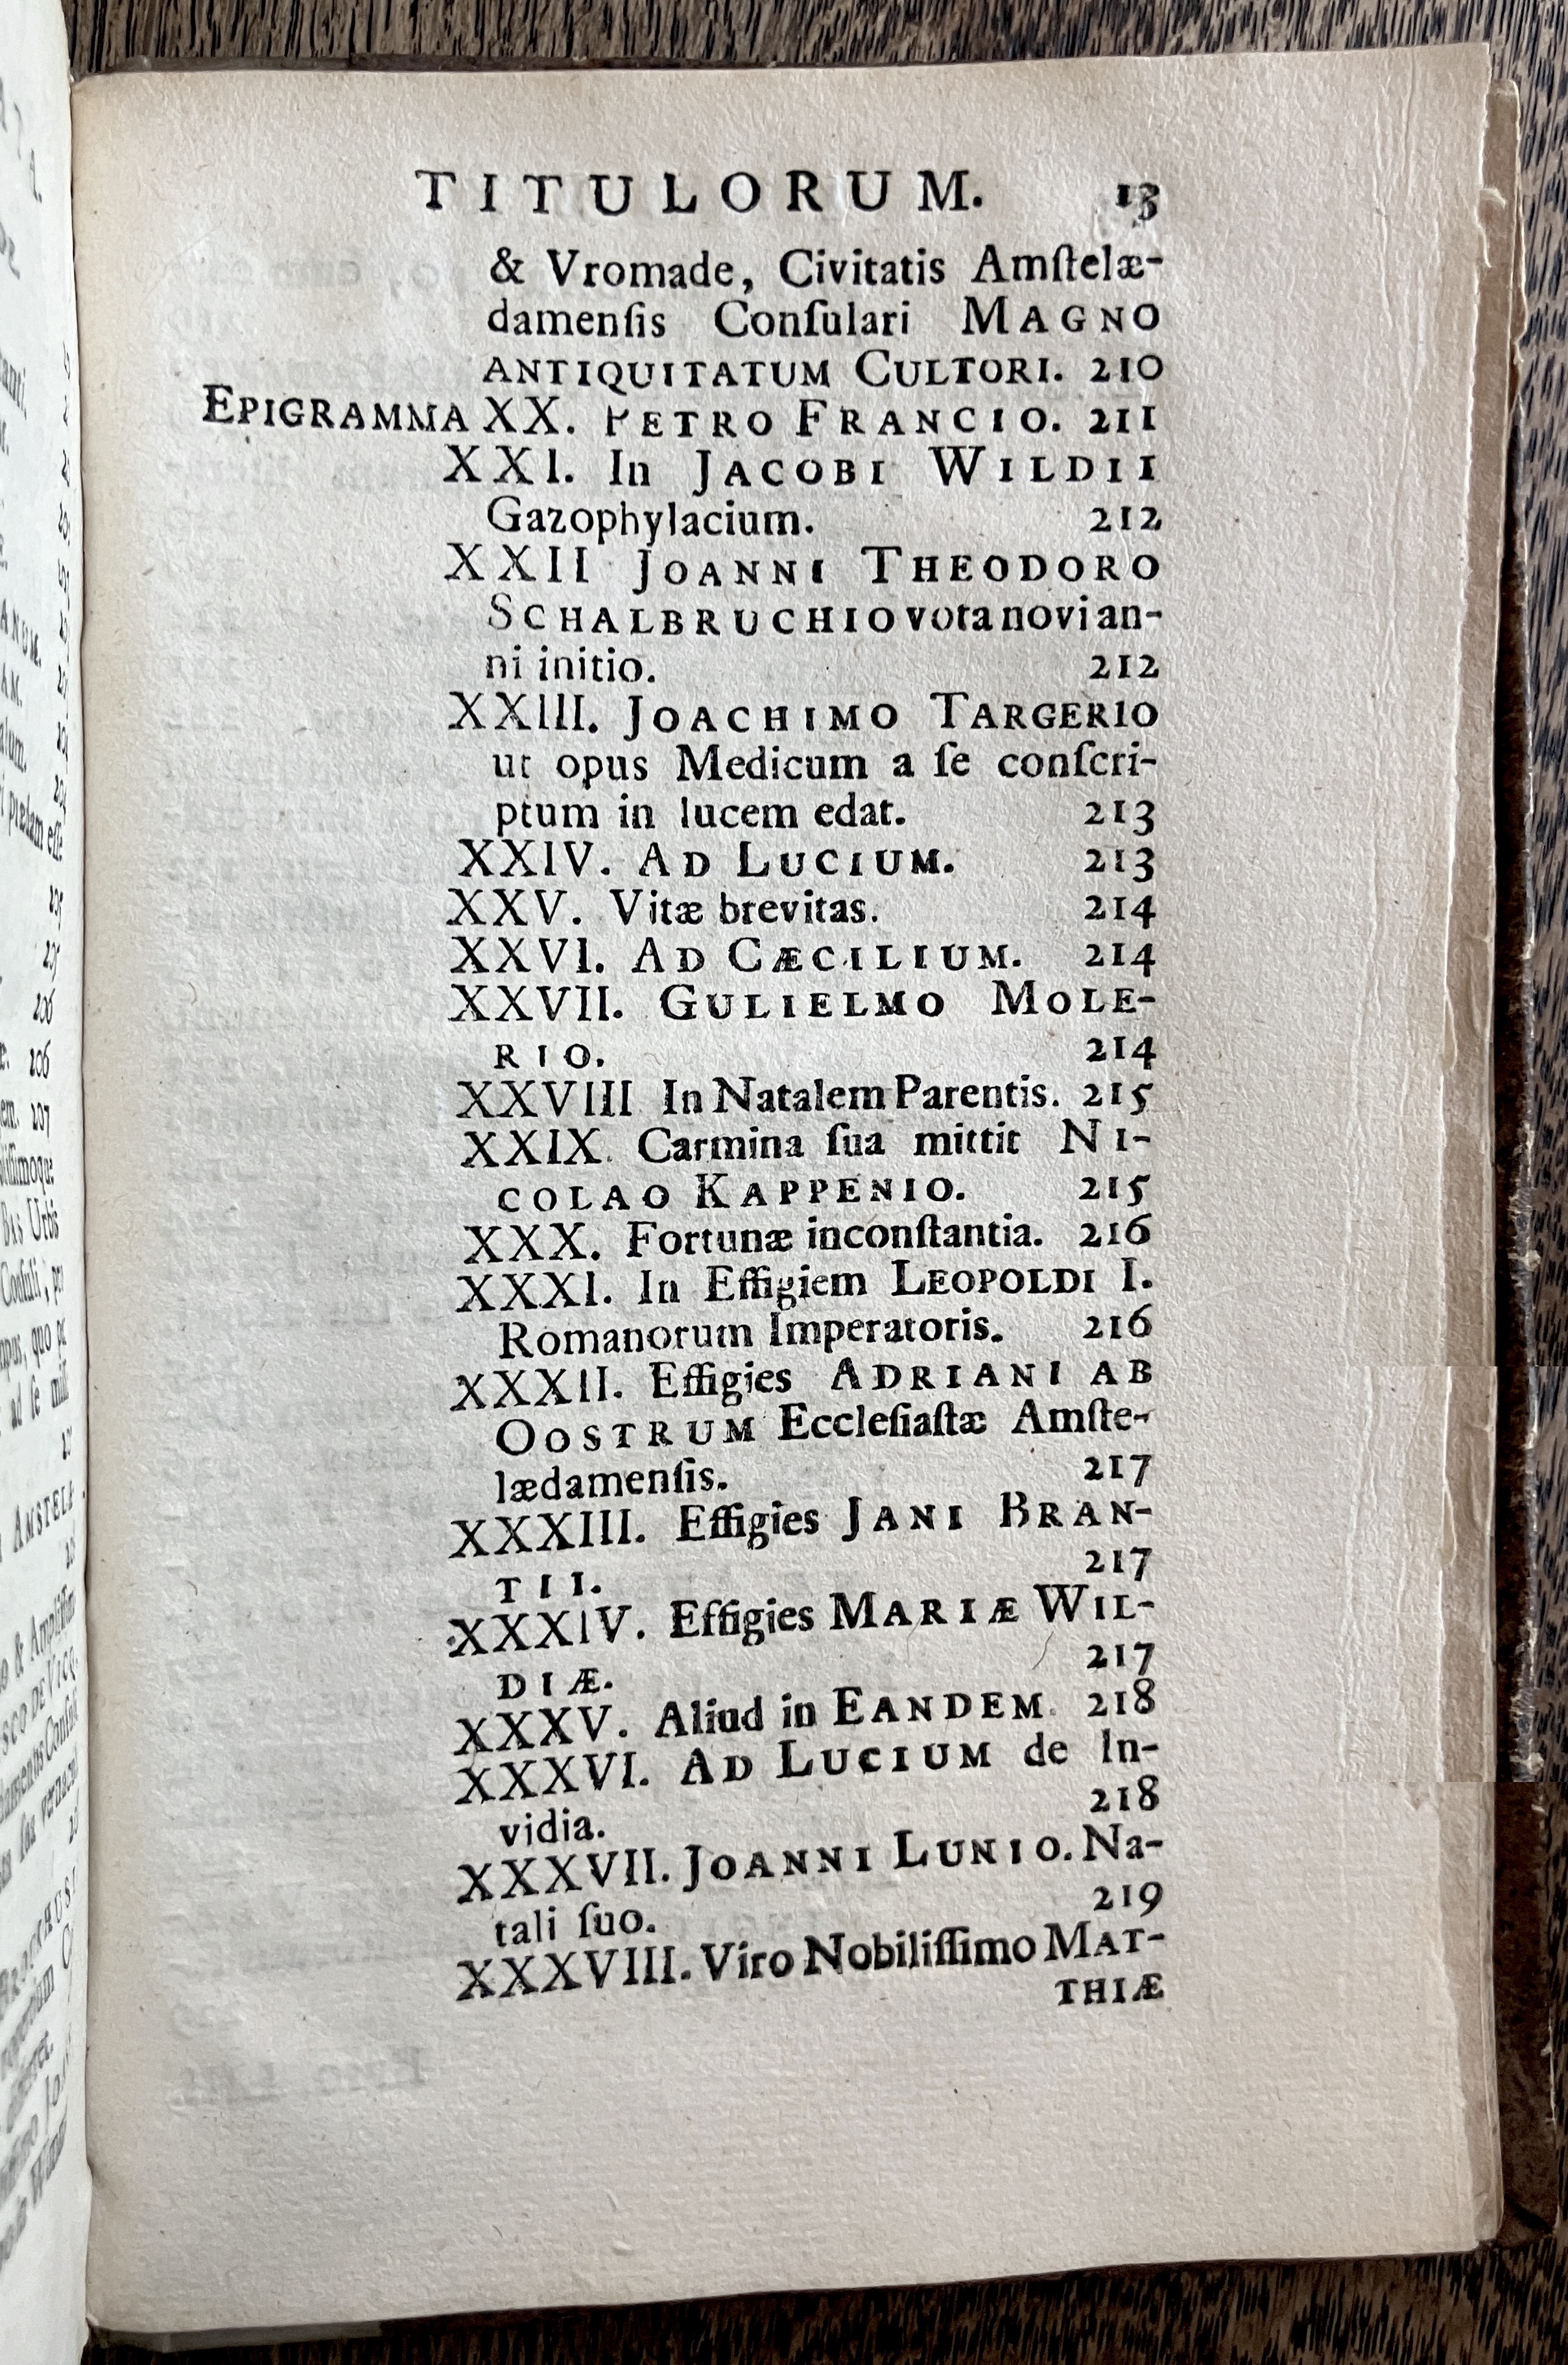 TITULORUM. 13
& Vromade, Civitatis Amſtelæ-
damenſis Conſulari MAGNO
ANTIQUITATUM CULTORI. 210
EPIGRAMMA XX. PETRO FRANCIO. 211
XXI. In JACOBI WILDII
Gazophylacium. 212
XXII JOANNI THEODORO
SCHALBRUCHIO vota novi an-
ni initio. 212
XXIII. JOACHIMO TARGERIO
ut opus Medicum a ſe conſcri-
ptum in lucem edat. 213
XXIV. AD LUCIUM. 213
XXV. Vitæ brevitas. 214
XXVI. AD CÆCILIUM. 214
XXVII. GULIELMO MOLE-
RIO. 214
XXVIII In Natalem Parentis. 215
XXIX. Carmina ſua mittit NI-
COLAO KAPPENIO. 215
XXX. Fortunæ inconſtantia. 216
XXXI. In Effigiem LEOPOLDI I.
Romanorum Imperatoris. 216
XXXII. Effigies ADRIANI AB
OOSTRUM Eccleſiaſtæ Amſte-
lædamenſis. 217
XXXIII. Effigies JANI BRAN-
TII. 217
XXXIV. Effigies MARIÆ WIL-
DIÆ. 217
XXXV. Aliud in EANDEM. 218
XXXVI. AD LUCIUM de In-
vidia. 218
XXXVII. JOANNI LUNIO. Na-
tali ſuo. 219
XXXVIII. Viro Nobiliſſimo MAT-
THIÆ